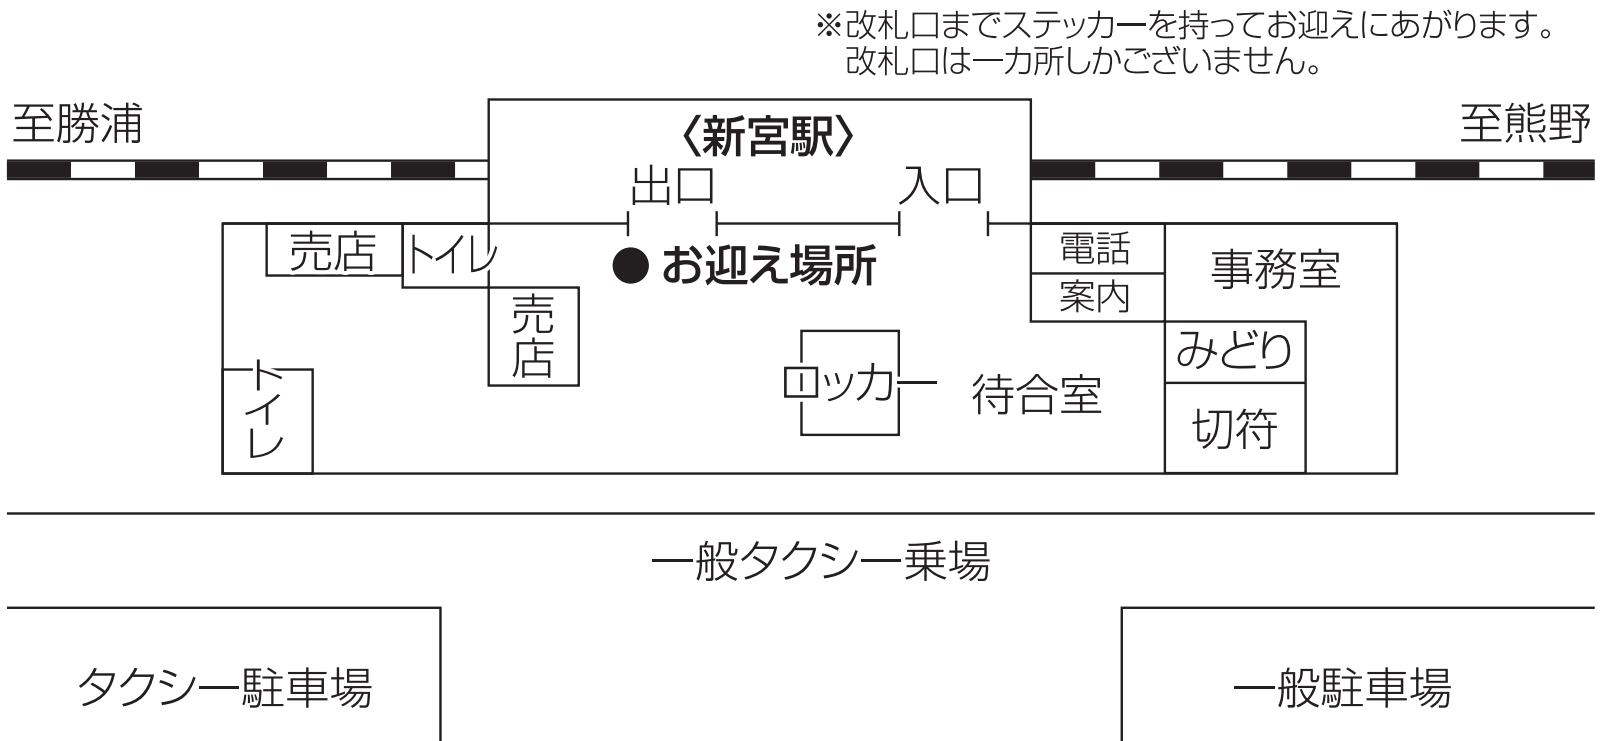 ※改札口までステッカーを持ってお迎えにあがります。
改札口は一カ所しかございません。
至勝浦
至熊野
〈新宮駅〉
出口
入口
売店
トイレ
●お迎え場所
電話
事務室
案内
売店
みどり
トイレ
ロッカー
待合室
切符
一般タクシー乗場
タクシー駐車場
一般駐車場